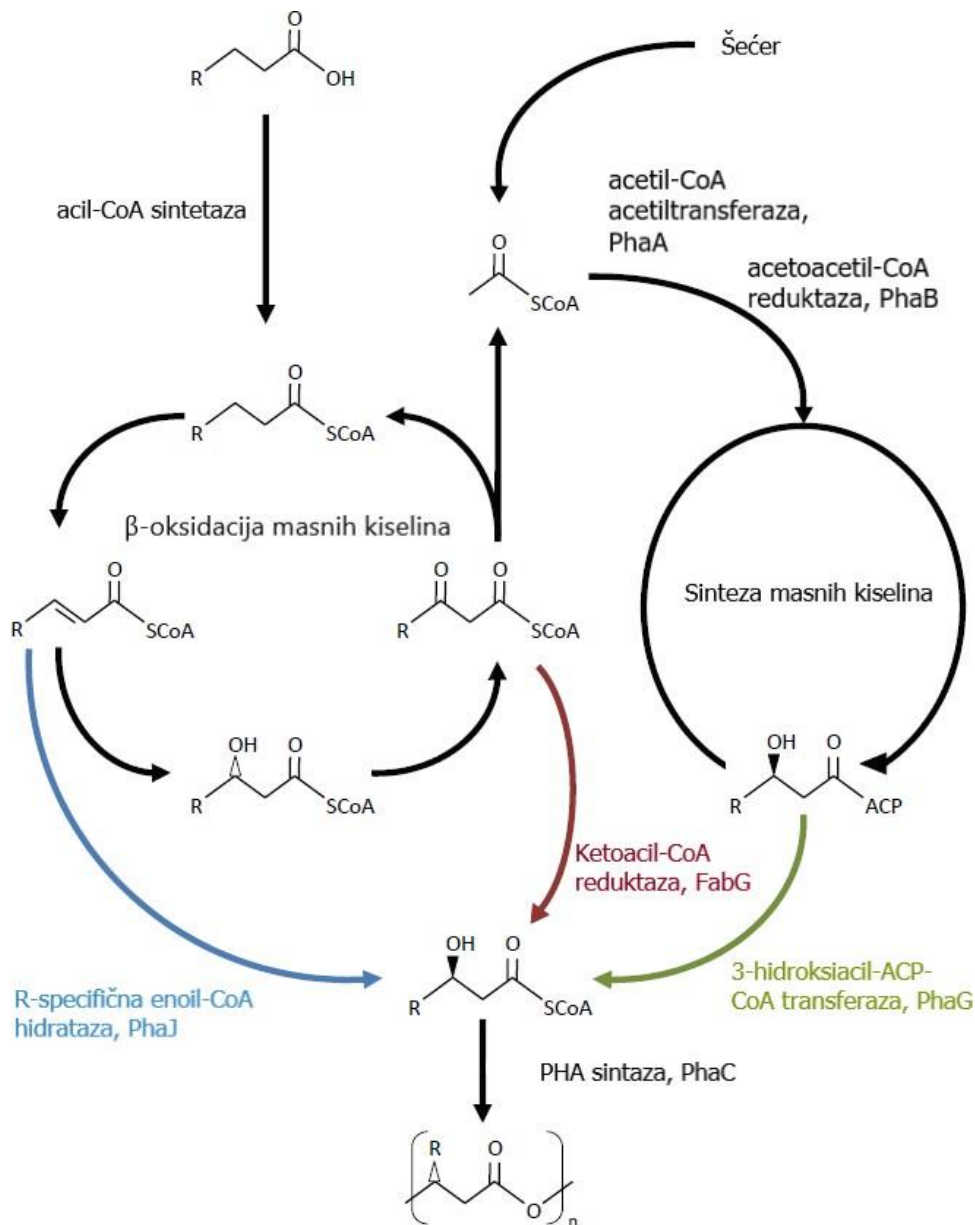 O
R
OH
Šećer
acil-CoA sintetaza
acetil-CoA
acetiltransferaza,
PhaA
O
SCoA
acetoacetil-CoA
reduktaza, PhaB
O
R
SCoA
β-oksidacija masnih kiselina
O
R
SCoA
O
O
R
SCoA
Sinteza masnih kiselina
OH
O
R
SCoA
OH
O
R
ACP
Ketoacil-CoA
reduktaza, FabG
OH
O
R
SCoA
R-specifična enoil-CoA
hidrataza, PhaJ
3-hidroksiacil-ACP-
CoA transferaza, PhaG
PHA sintaza, PhaC
R
O
O
n